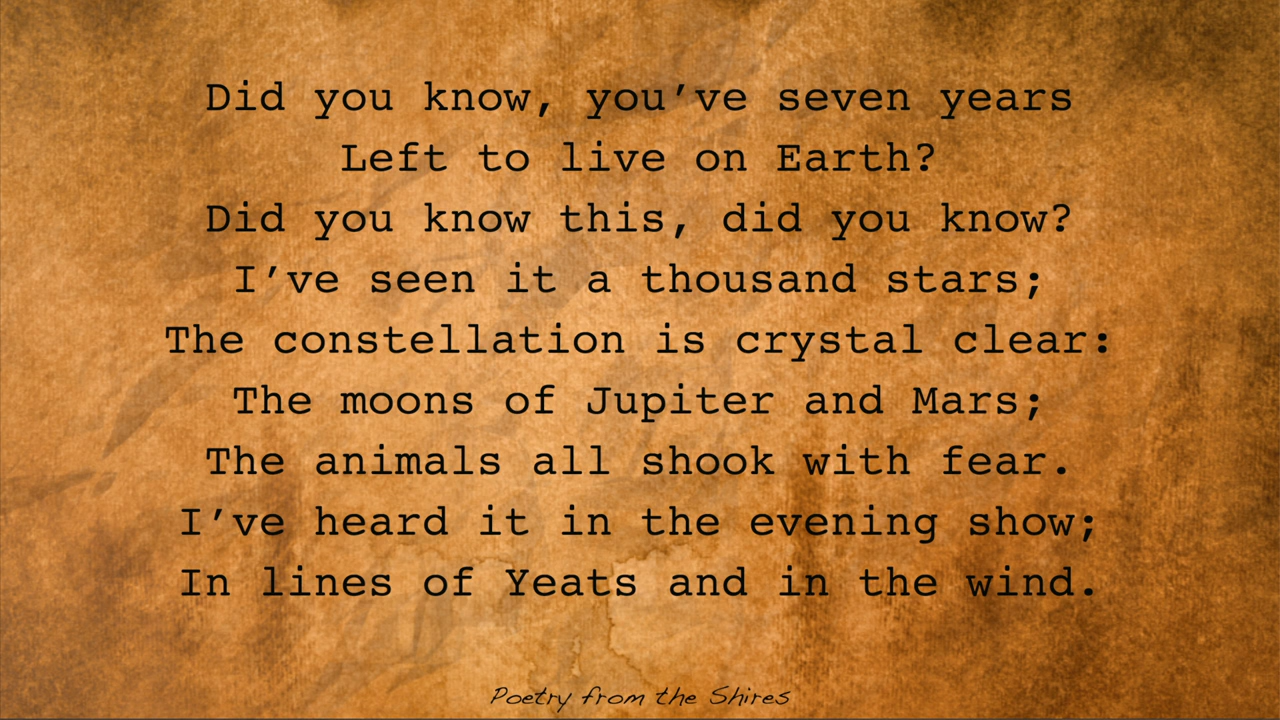 Did you know, you’ve seven years
Left to live on Earth?
Did you know this, did you know?
I’ve seen it a thousand stars;
The constellation is crystal clear:
The moons of Jupiter and Mars;
The animals all shook with fear.
I’ve heard it in the evening show;
In lines of Yeats and in the wind.
Poetry from the Shires